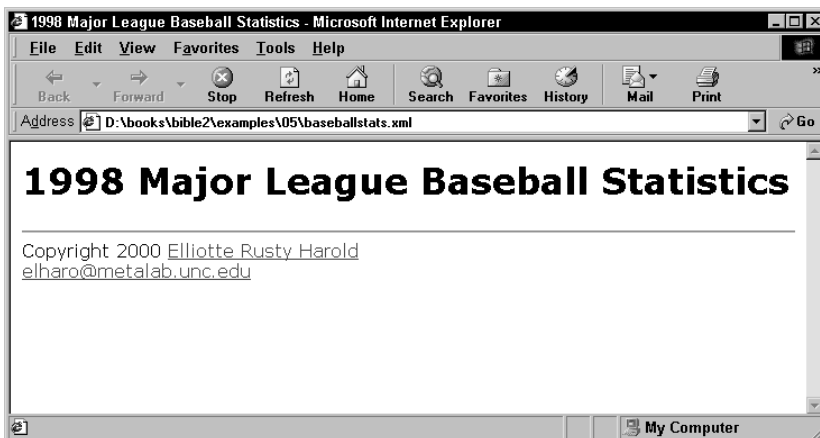 1998 Major League Baseball Statistics - Microsoft Internet Explorer
File Edit View Favorites Tools Help
Back Forward Stop Refresh Home Search Favorites History Mail Print »
Address D:\books\bible2\examples\05\baseballstats.xml Go
1998 Major League Baseball Statistics
Copyright 2000 Elliotte Rusty Harold
elharo@metalab.unc.edu
My Computer